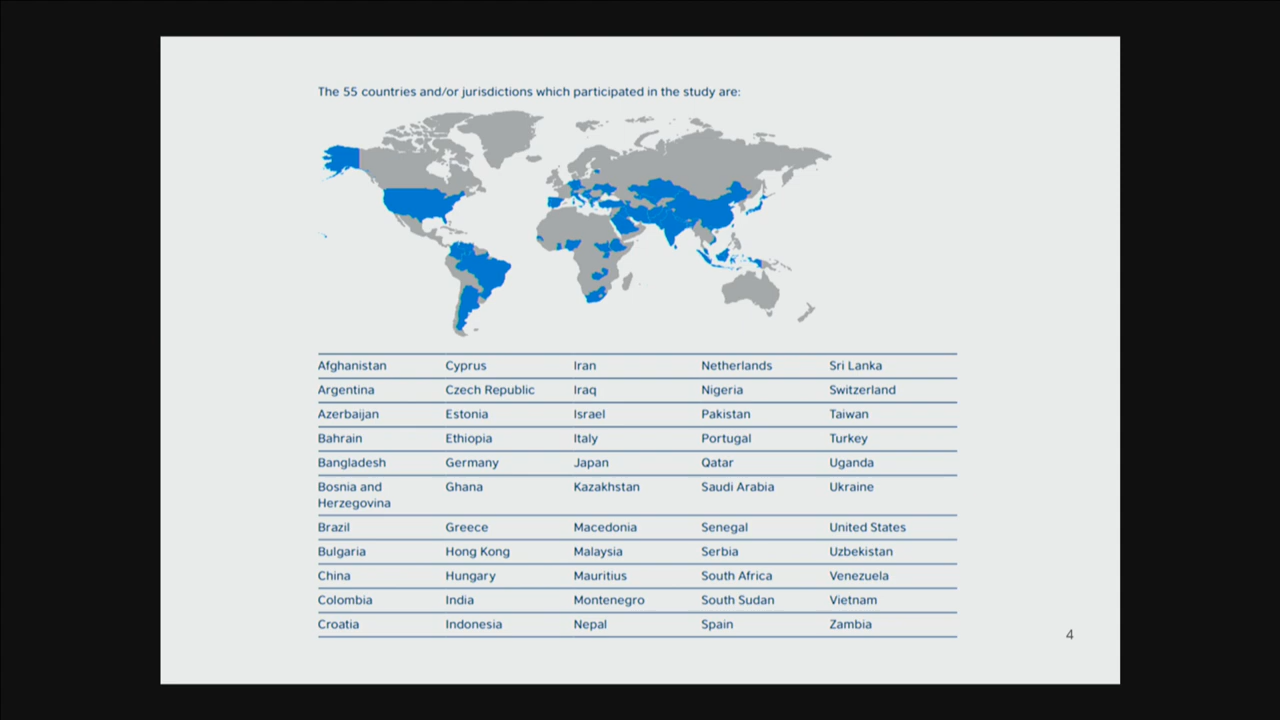 The 55 countries and/or jurisdictions which participated in the study are:
Afghanistan Cyprus Iran Netherlands Sri Lanka
Argentina Czech Republic Iraq Nigeria Switzerland
Azerbaijan Estonia Israel Pakistan Taiwan
Bahrain Ethiopia Italy Portugal Turkey
Bangladesh Germany Japan Qatar Uganda
Bosnia and Herzegovina Ghana Kazakhstan Saudi Arabia Ukraine
Brazil Greece Macedonia Senegal United States
Bulgaria Hong Kong Malaysia Serbia Uzbekistan
China Hungary Mauritius South Africa Venezuela
Colombia India Montenegro South Sudan Vietnam
Croatia Indonesia Nepal Spain Zambia
4